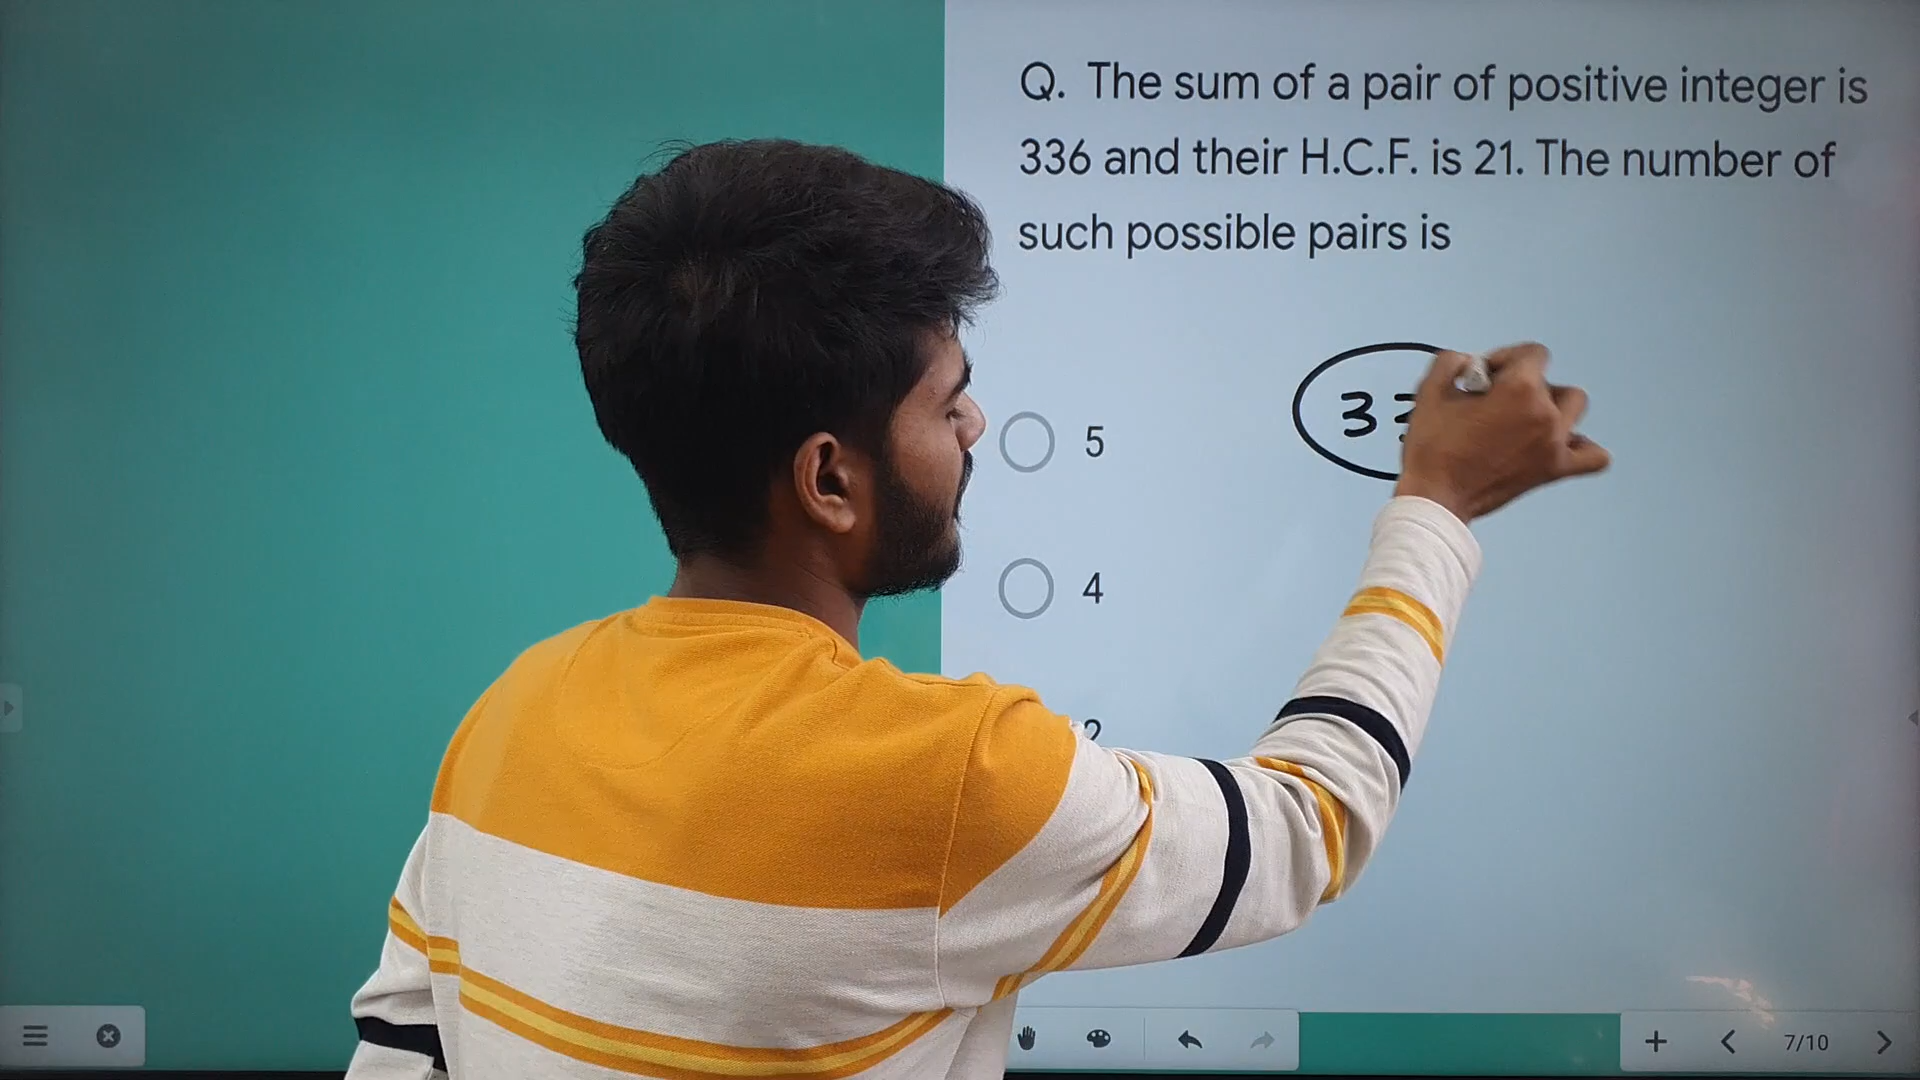 Q. The sum of a pair of positive integer is
336 and their H.C.F. is 21. The number of
such possible pairs is
5
4
7/10